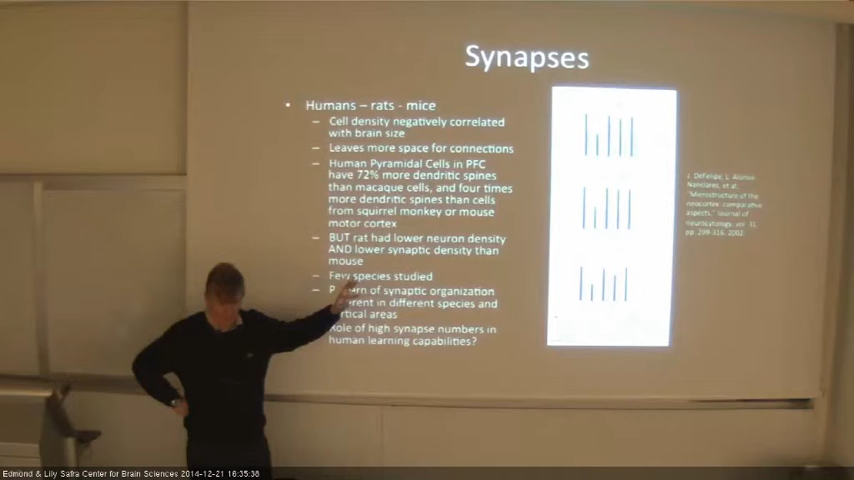 Synapses
• Humans – rats - mice
– Cell density negatively correlated
with brain size
– Leaves more space for connections
– Human Pyramidal Cells in PFC
have 72% more dendritic spines
than macaque cells, and four times
more dendritic spines than cells
from squirrel monkey or mouse
motor cortex
– BUT rat had lower neuron density
AND lower synaptic density than
mouse
– Few species studied
– of synaptic organization
in different species and
areas
of high synapse numbers in
human learning capabilities?
J. DeFelipe, L. Alonso
Nanclares, et al.
"Microstructure of the
neocortex: comparative
aspects," Journal of
neurocytology, vol. 31,
pp. 299-316, 2002.
Edmond & Lily Safra Center for Brain Sciences 2014-12-21 16:35:38